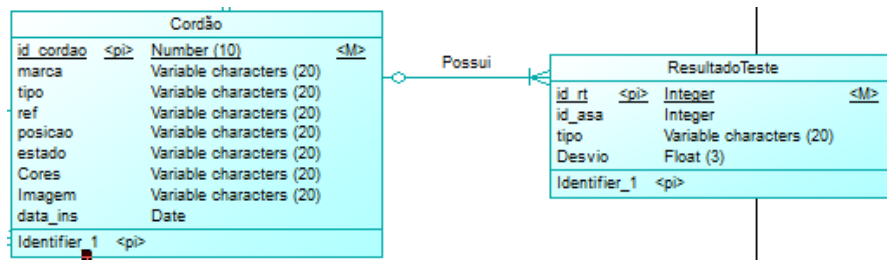 Cordão
id_cordao <pi> Number (10) <M>
marca Variable characters (20)
tipo Variable characters (20)
ref Variable characters (20)
posicao Variable characters (20)
estado Variable characters (20)
Cores Variable characters (20)
Imagem Variable characters (20)
data_ins Date
Identifier_1 <pi>
Possui
ResultadoTeste
id_rt <pi> Integer <M>
id_asa Integer
tipo Variable characters (20)
Desvio Float (3)
Identifier_1 <pi>